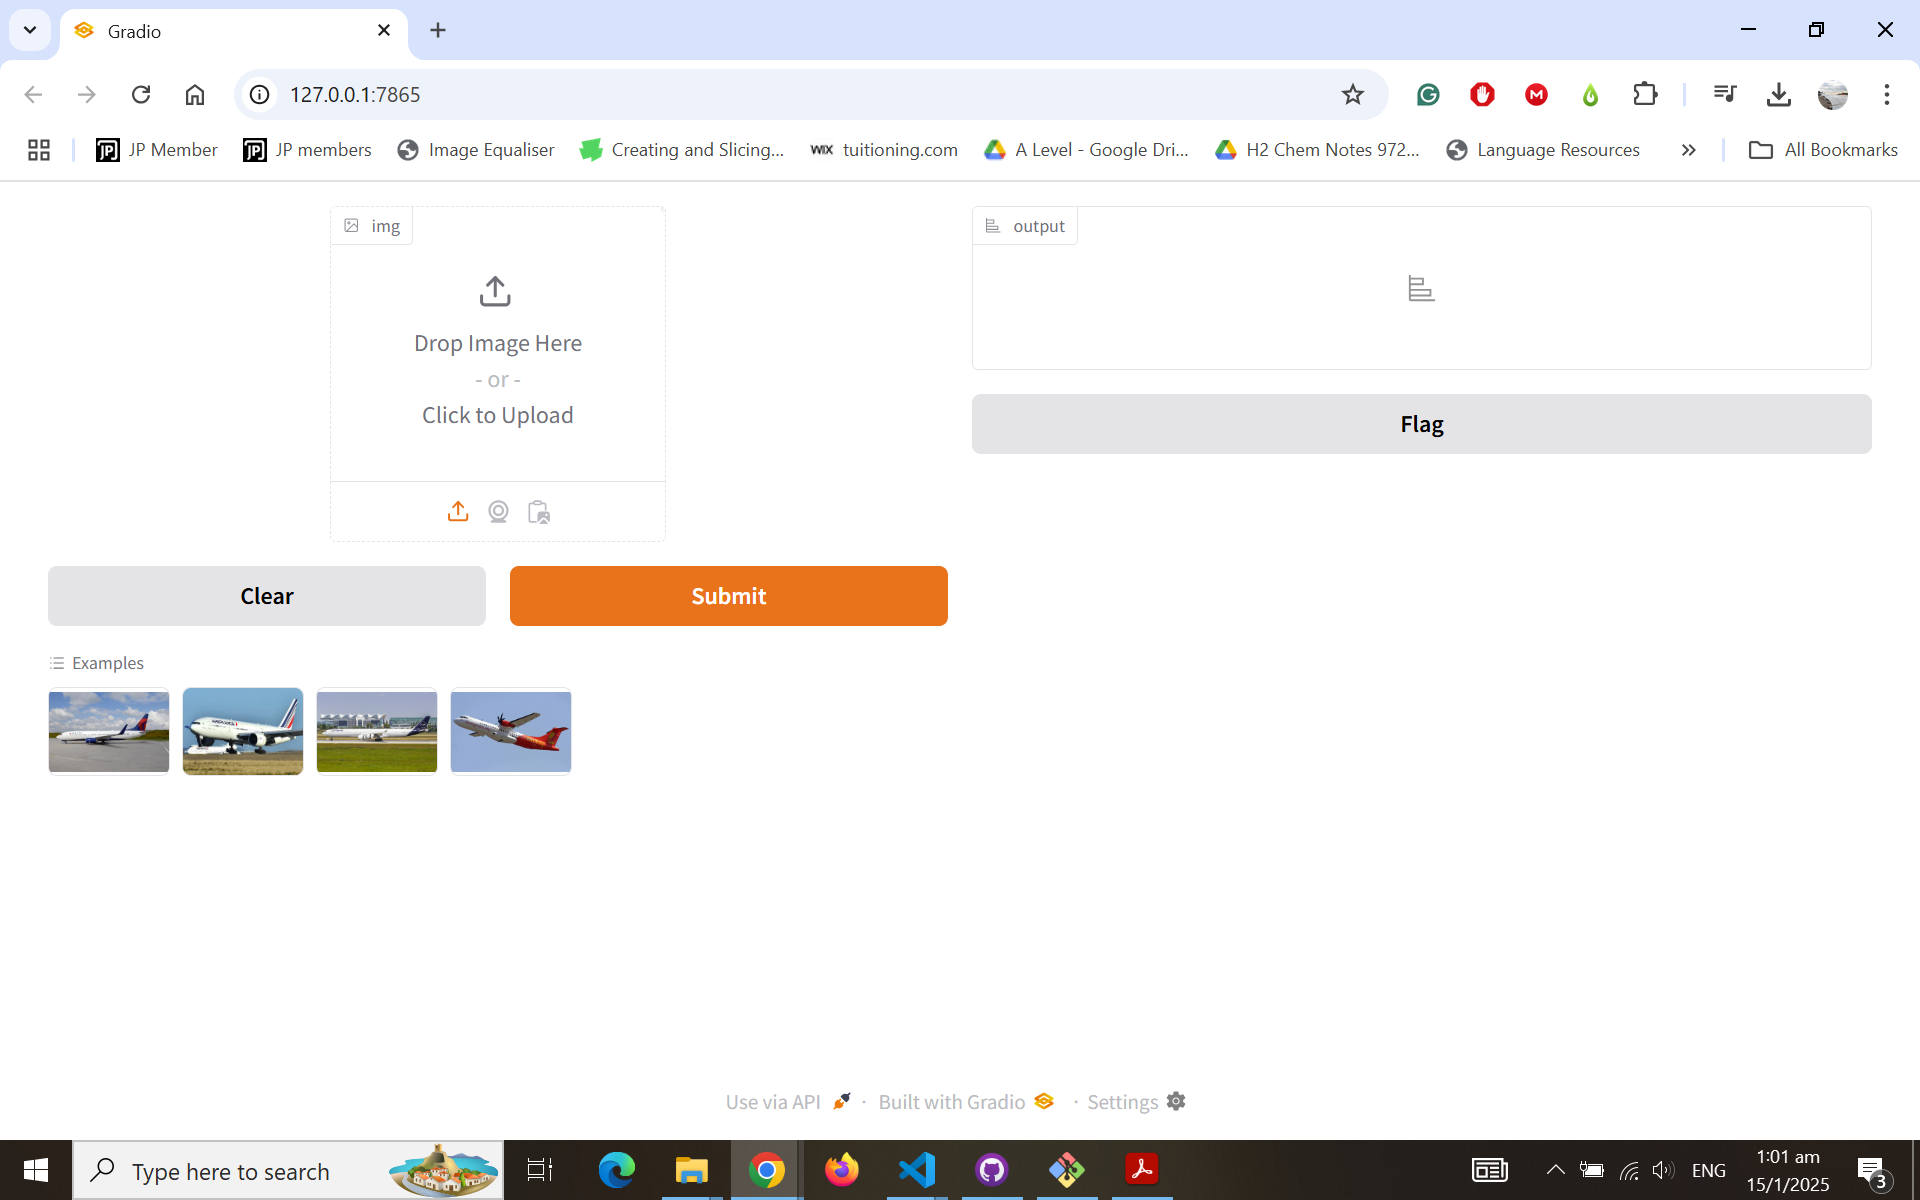 Gradio
127.0.0.1:7865
JP Member
JP members
Image Equaliser
Creating and Slicing...
WIX tuitioning.com
A Level - Google Dri...
H2 Chem Notes 972...
Language Resources
»
All Bookmarks
img
Drop Image Here
- or -
Click to Upload
output
Flag
Clear
Submit
Examples
Use via API · Built with Gradio · Settings
Type here to search
ENG
1:01 am
15/1/2025
3